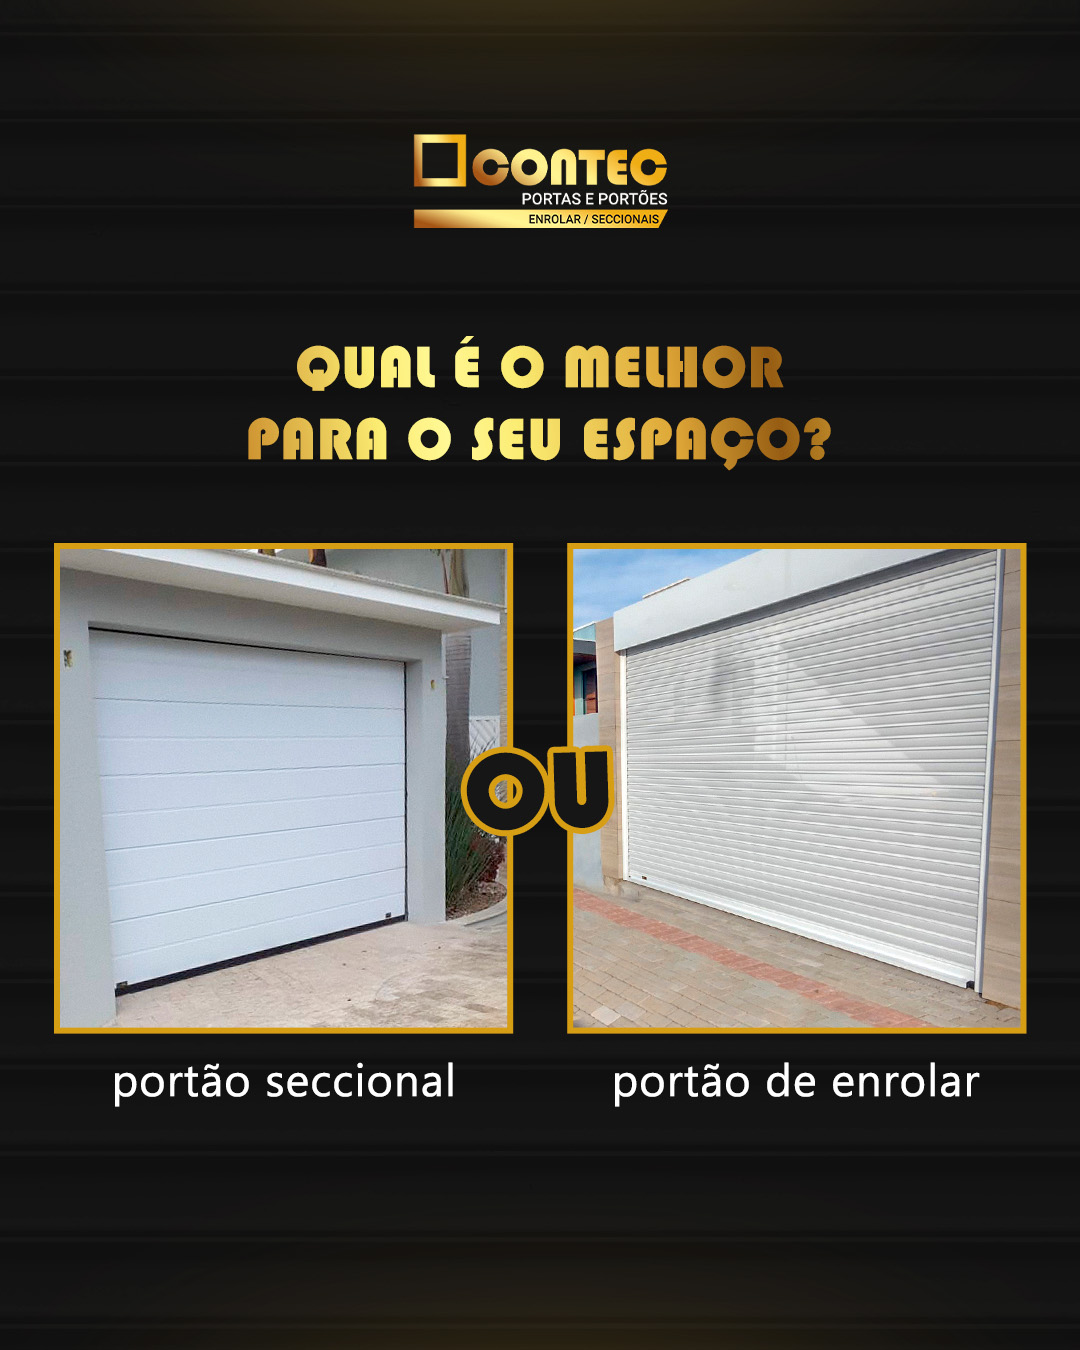 CONTEC
PORTAS E PORTÕES
ENROLAR / SECCIONAIS
QUAL É O MELHOR
PARA O SEU ESPAÇO?
OU
portão seccional
portão de enrolar